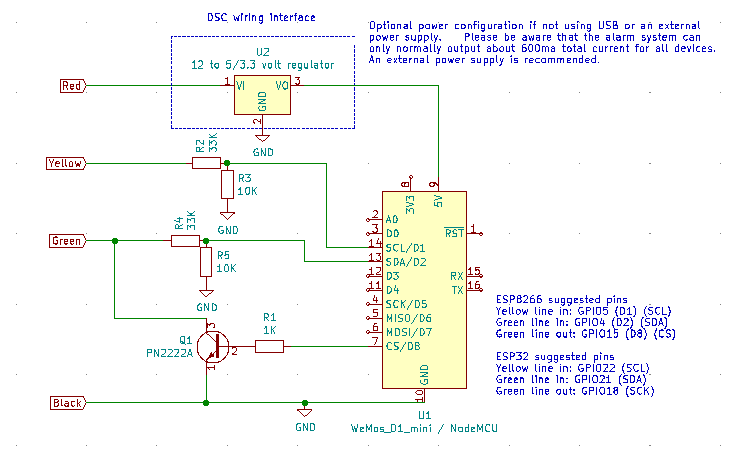 DSC wiring interface
Optional power configuration if not using USB or an external
power supply. Please be aware that the alarm system can
only normally output about 600ma total current for all devices.
An external power supply is recommended.
U2
12 to 5/3.3 volt regulator
Red
1
VI
VO
3
GND
2
GND
R2
33K
Yellow
R3
10K
GND
8
9
3V3
5V
R4
33K
Green
2
A0
3
D0
RST
1
14
SCL/D1
13
SDA/D2
R5
10K
12
D3
RX
15
11
D4
TX
16
GND
4
SCK/D5
5
MISO/D6
6
MOSI/D7
7
CS/D8
ESP8266 suggested pins
Yellow line in: GPIO5 (D1) (SCL)
Green line in: GPIO4 (D2) (SDA)
Green line out: GPIO15 (D8) (CS)
R1
1K
3
Q1
PN2222A
2
1
ESP32 suggested pins
Yellow line in: GPIO22 (SCL)
Green line in: GPIO21 (SDA)
Green line out: GPIO18 (SCK)
GND
10
Black
GND
U1
WeMos_D1_mini / NodeMCU